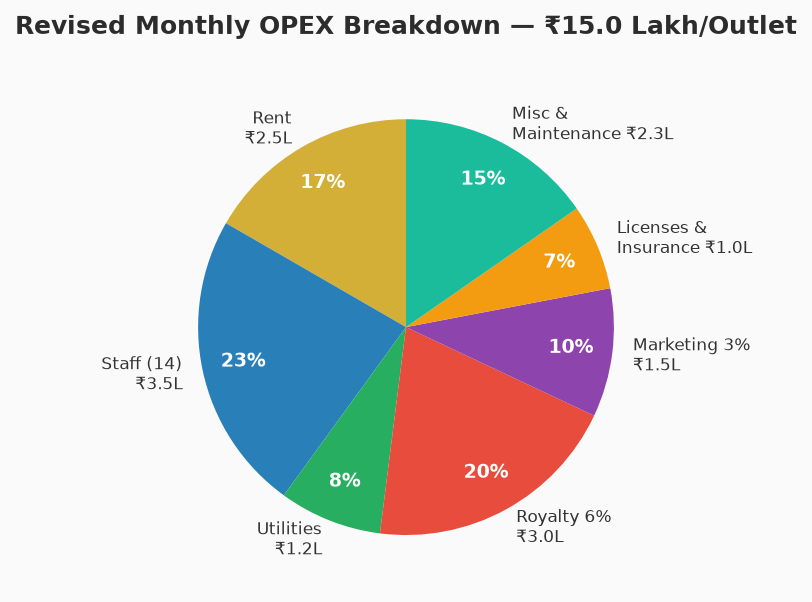 Revised Monthly OPEX Breakdown — ₹15.0 Lakh/Outlet
Rent
₹2.5L
17%
Staff (14)
₹3.5L
23%
Utilities
₹1.2L
8%
Royalty 6%
₹3.0L
20%
Marketing 3%
₹1.5L
10%
Licenses &
Insurance ₹1.0L
7%
Misc &
Maintenance ₹2.3L
15%